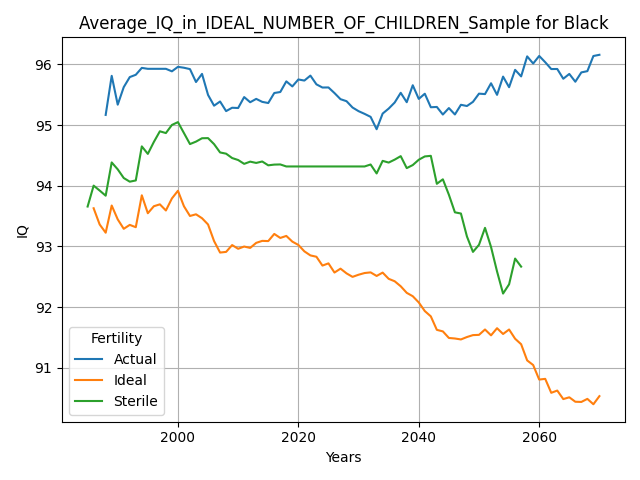 Average_IQ_in_IDEAL_NUMBER_OF_CHILDREN_Sample for Black
IQ
96
95
94
93
92
91
Fertility
Actual
Ideal
Sterile
2000 2020 2040 2060
Years